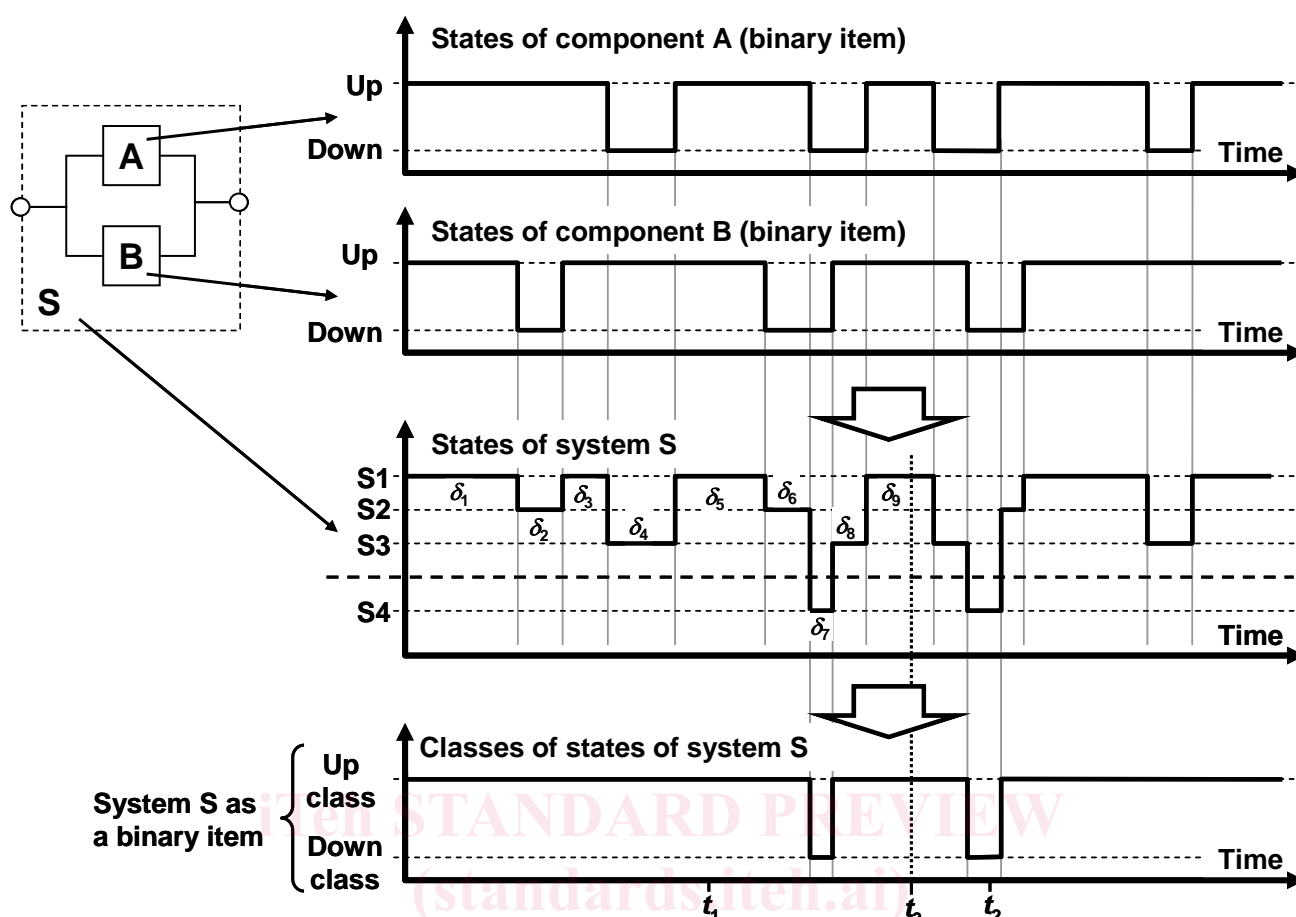 States of component A (binary item)
Up
Down
Time
A
B
S
States of component B (binary item)
Up
Down
Time
States of system S
S1
S2
S3
S4
δ1
δ2
δ3
δ4
δ5
δ6
δ7
δ8
δ9
Time
Classes of states of system S
System S as
a binary item
Up
class
Down
class
Time
iTeh STANDARD PREVIEW
(standards.iteh.ai)
t1
t2